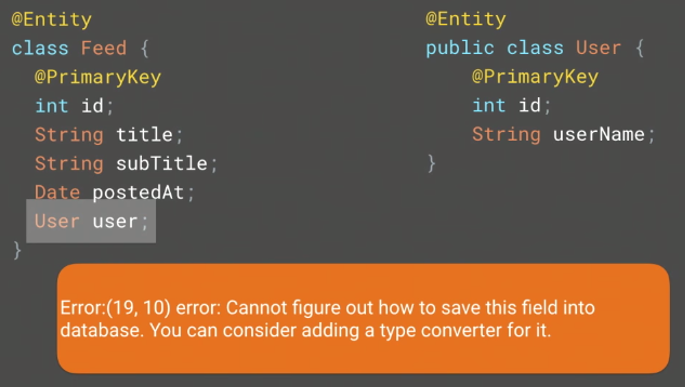 @Entity
class Feed {
@PrimaryKey
int id;
String title;
String subTitle;
Date postedAt;
User user;
}
@Entity
public class User {
@PrimaryKey
int id;
String userName;
}
Error:(19, 10) error: Cannot figure out how to save this field into
database. You can consider adding a type converter for it.